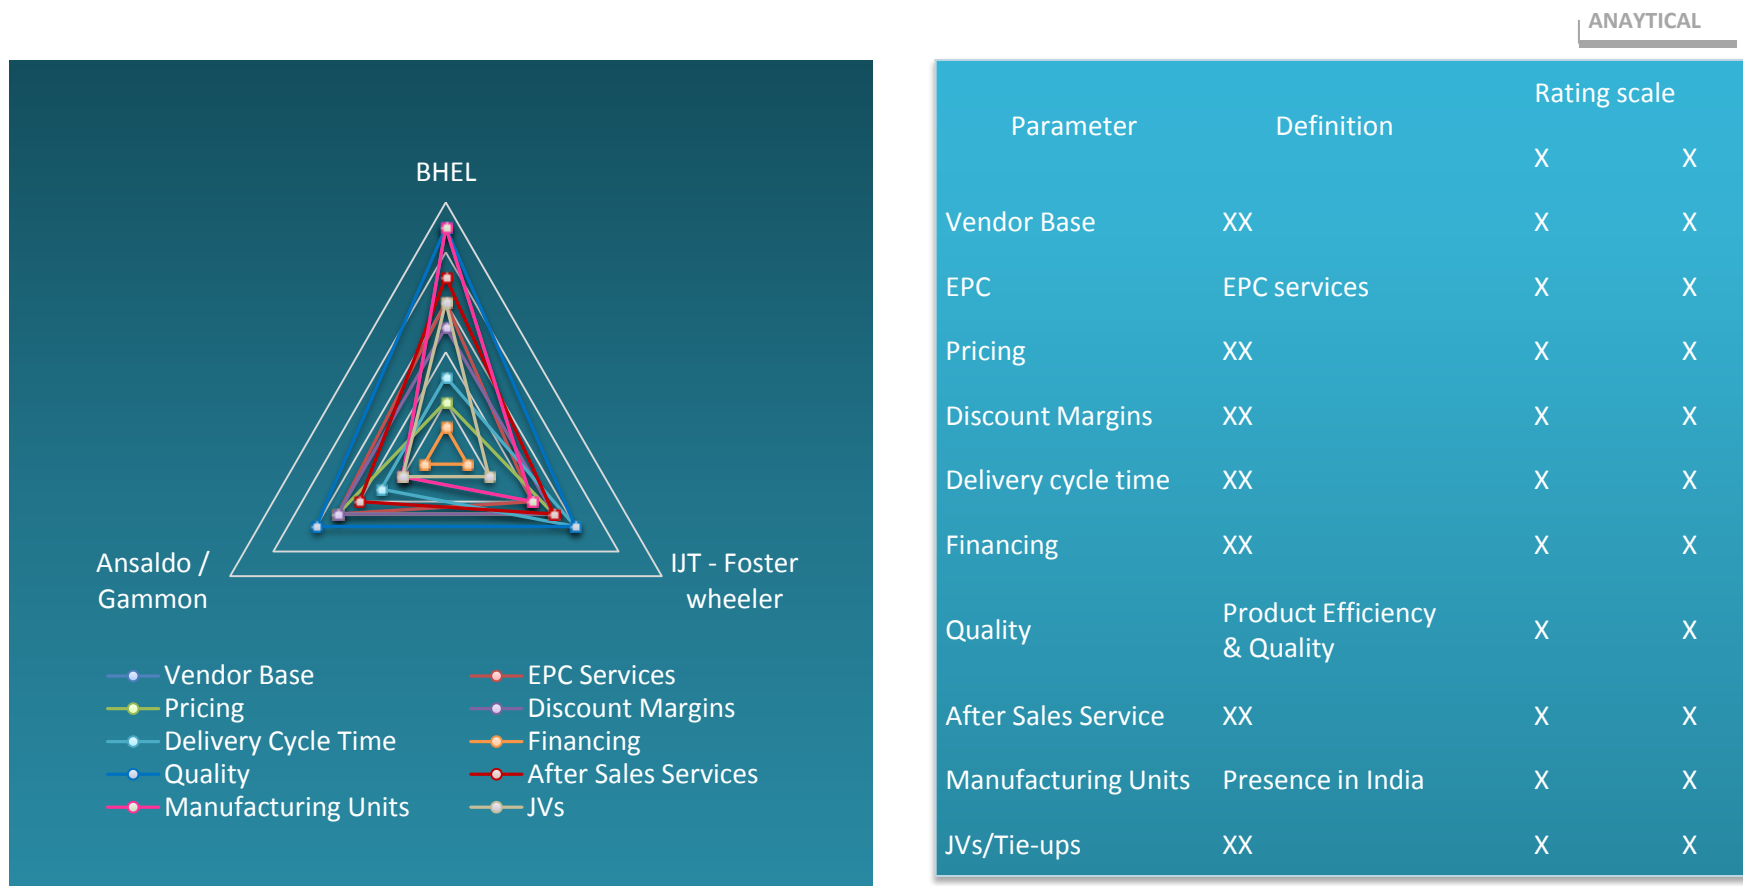 ANAYTICAL
BHEL
Ansaldo /
Gammon
IJT - Foster
wheeler
Vendor Base
EPC Services
Pricing
Discount Margins
Delivery Cycle Time
Financing
Quality
After Sales Services
Manufacturing Units
JVs
Parameter Definition Rating scale
X X
Vendor Base XX X X
EPC EPC services X X
Pricing XX X X
Discount Margins XX X X
Delivery cycle time XX X X
Financing XX X X
Quality Product Efficiency & Quality X X
After Sales Service XX X X
Manufacturing Units Presence in India X X
JVs/Tie-ups XX X X